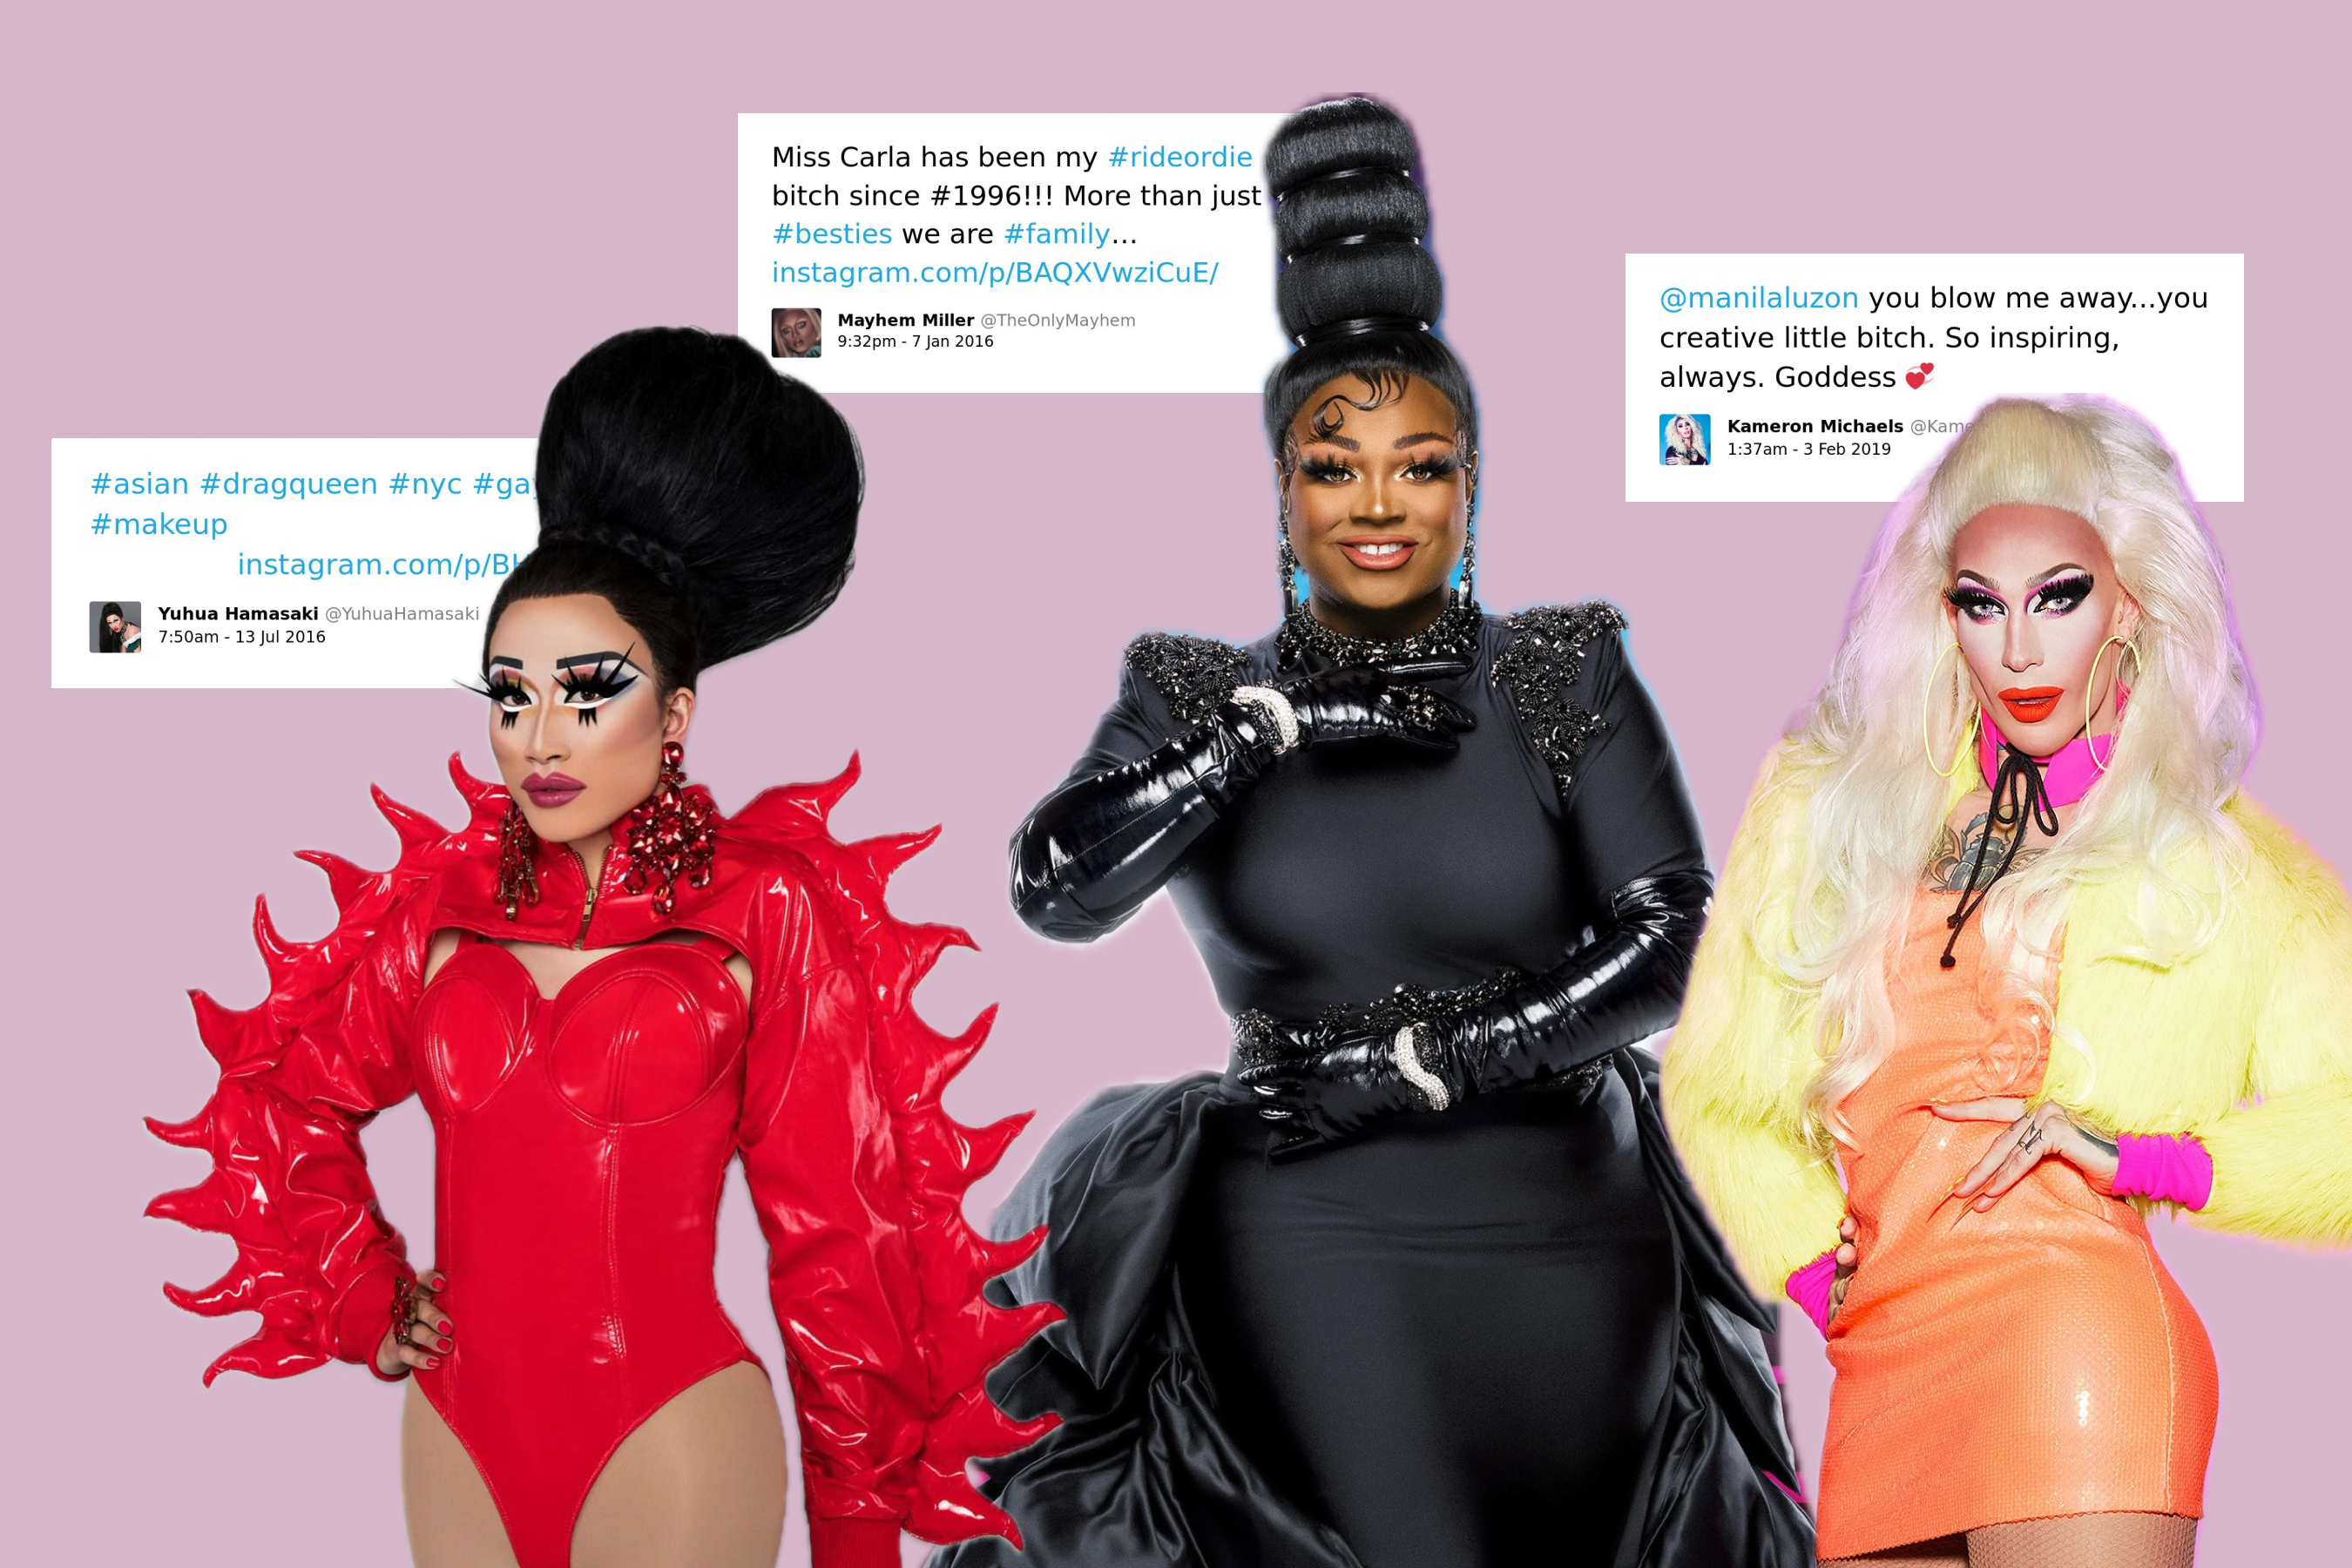 Miss Carla has been my #rideordie
bitch since #1996!!! More than just
#besties we are #family...
instagram.com/p/BAQXVwziCuE/
Mayhem Miller @TheOnlyMayhem
9:32pm - 7 Jan 2016
@manilaluzon you blow me away...you
creative little bitch. So inspiring,
always. Goddess 💞
Kameron Michaels
1:37am - 3 Feb 2019
#asian #dragqueen #nyc
#makeup
Yuhua Hamasaki @YuhuaHamasaki
7:50am - 13 Jul 2016